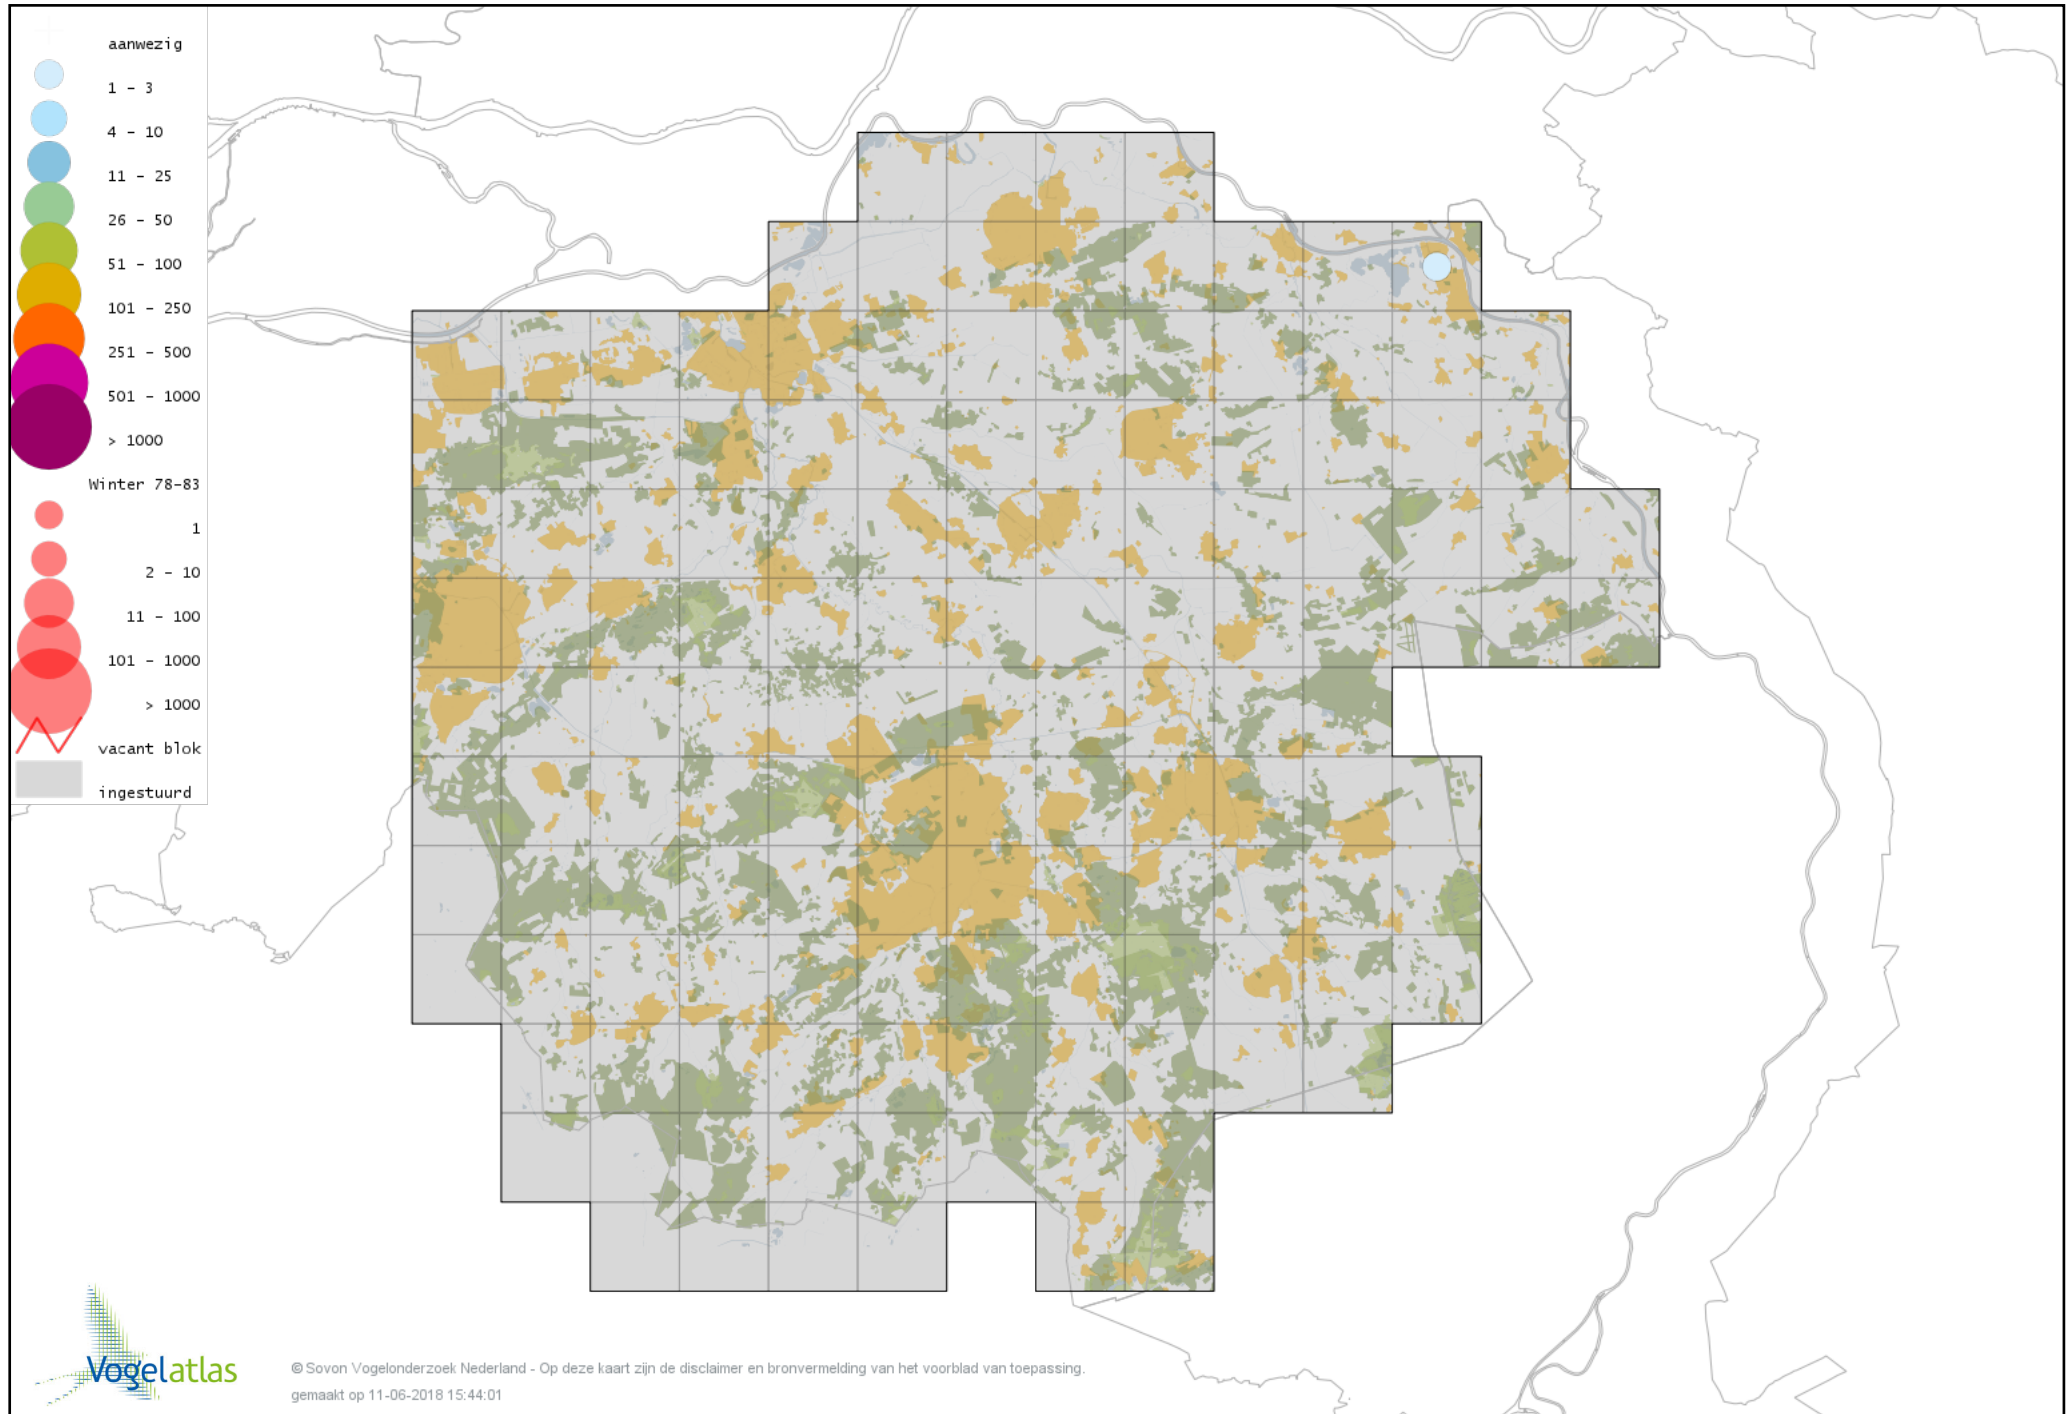 aanwezig
1 - 3
4 - 10
11 - 25
26 - 50
51 - 100
101 - 250
251 - 500
501 - 1000
> 1000
Winter 78-83
1
2 - 10
11 - 100
101 - 1000
> 1000
vacant blok
ingestuurd
Vogelatlas
© Sovon Vogelonderzoek Nederland - Op deze kaart zijn de disclaimer en bronvermelding van het voorblad van toepassing.
gemaakt op 11-06-2018 15:44:01